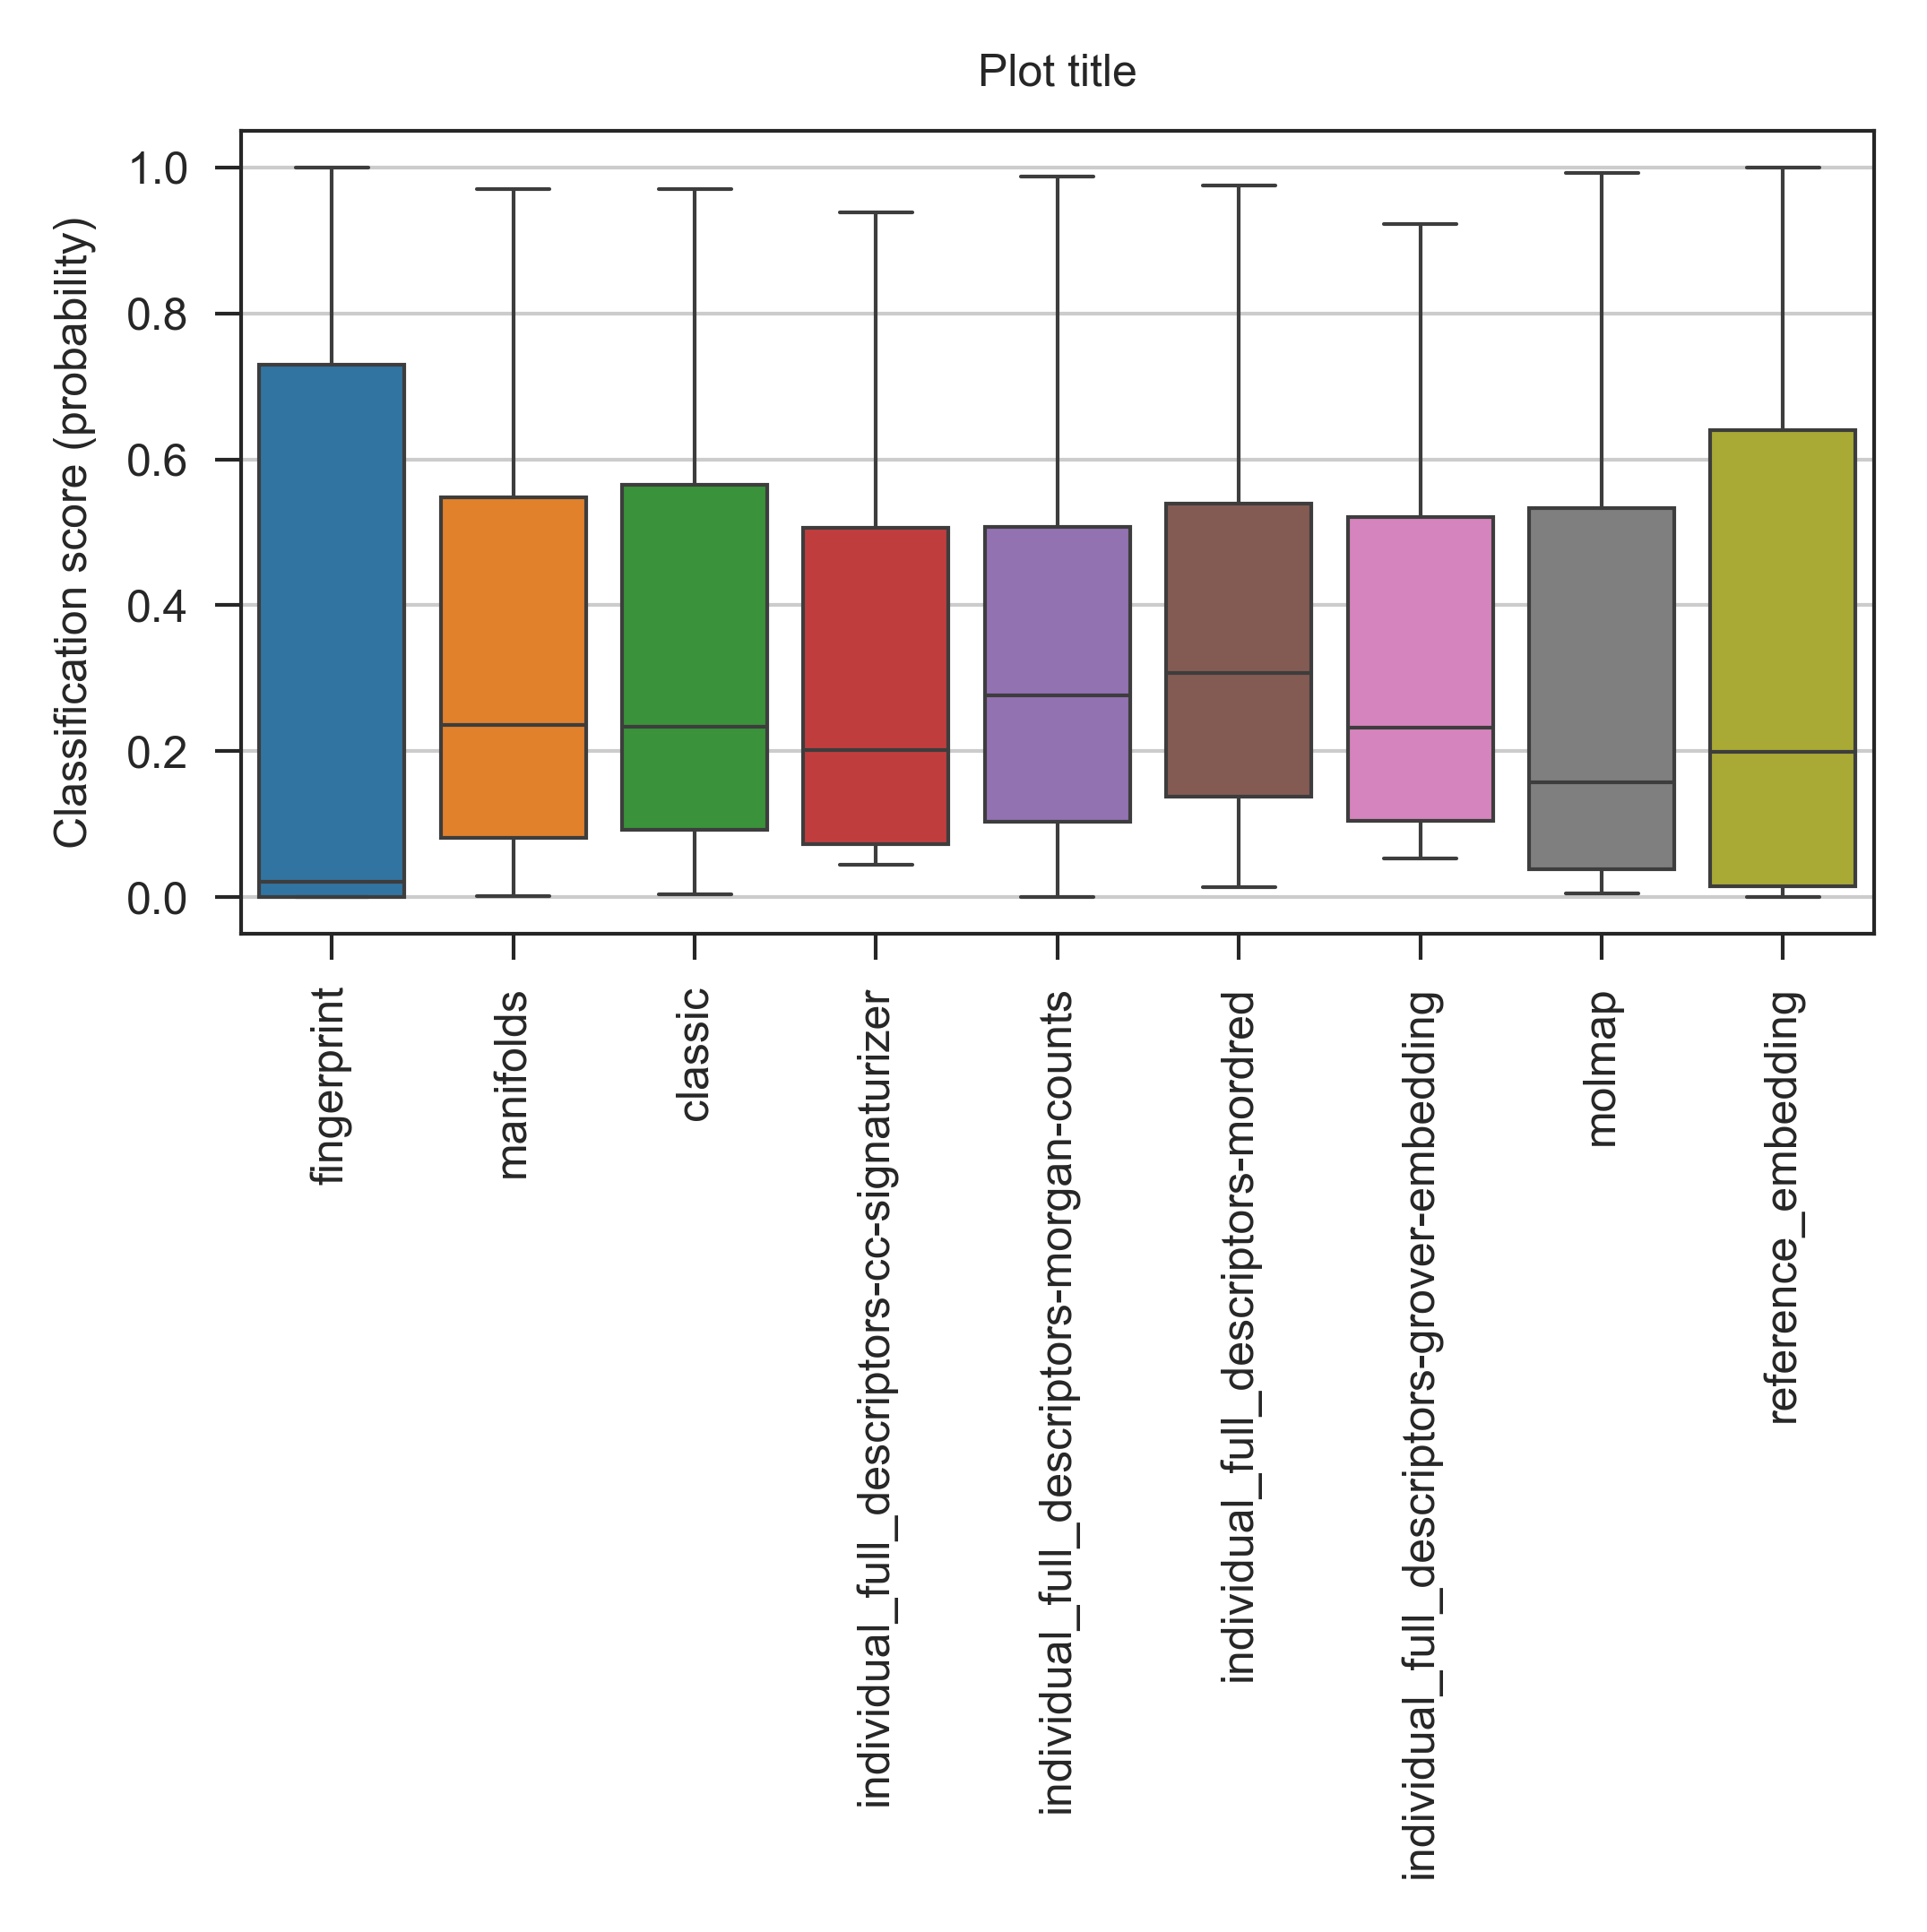 Plot title
Classification score (probability)
1.0
0.8
0.6
0.4
0.2
0.0
fingerprint
manifolds
classic
individual_full_descriptors-cc-signaturizer
individual_full_descriptors-morgan-counts
individual_full_descriptors-mordred
individual_full_descriptors-grover-embedding
molmap
reference_embedding